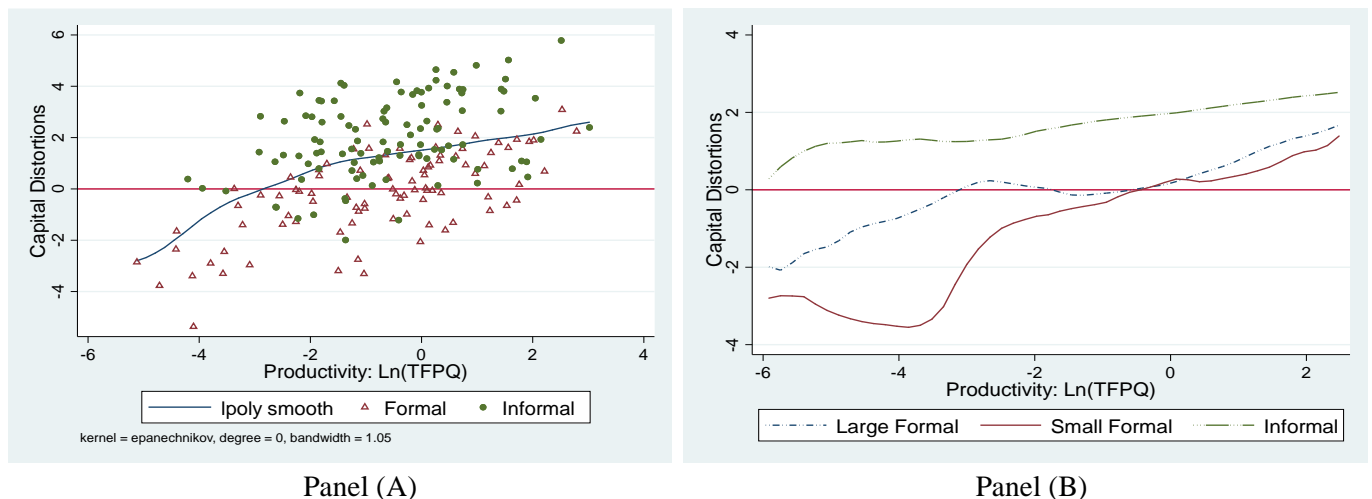 6
4
2
0
-2
-4
Capital Distortions
-6 -4 -2 0 2 4
Productivity: Ln(TFPQ)
lpoly smooth Formal Informal
kernel = epanechnikov, degree = 0, bandwidth = 1.05
Panel (A)
4
2
0
-2
-4
Capital Distortions
-6 -4 -2 0 2
Productivity: Ln(TFPQ)
Large Formal Small Formal Informal
Panel (B)